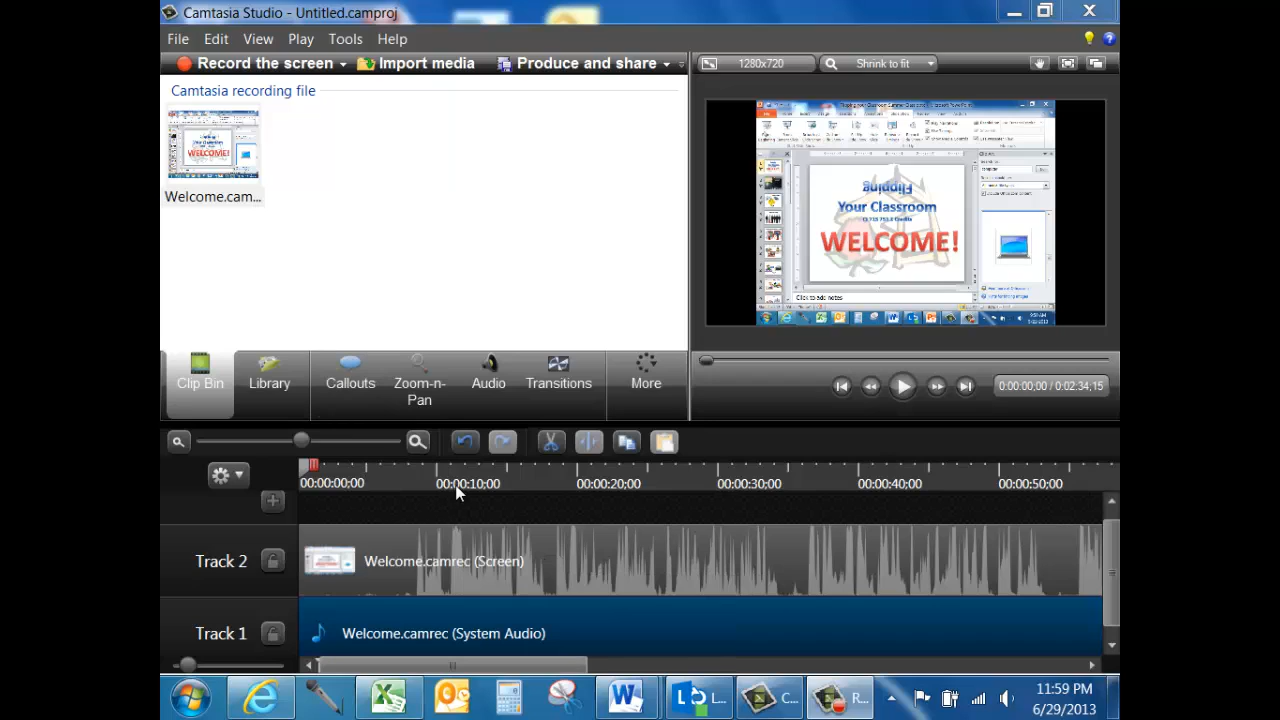 Camtasia Studio - Untitled.camproj
File Edit View Play Tools Help
Record the screen Import media Produce and share
1280x720 Shrink to fit
Camtasia recording file
Welcome.cam...
Flipping
Your Classroom
WELCOME!
Click to add notes
Clip Bin Library Callouts Zoom-n-Pan Audio Transitions More
0:00:00;00 / 0:02:34;15
00:00:00;00 00:00:10;00 00:00:20;00 00:00:30;00 00:00:40;00 00:00:50;00
Track 2 Welcome.camrec (Screen)
Track 1 Welcome.camrec (System Audio)
L... C... R...
11:59 PM
6/29/2013